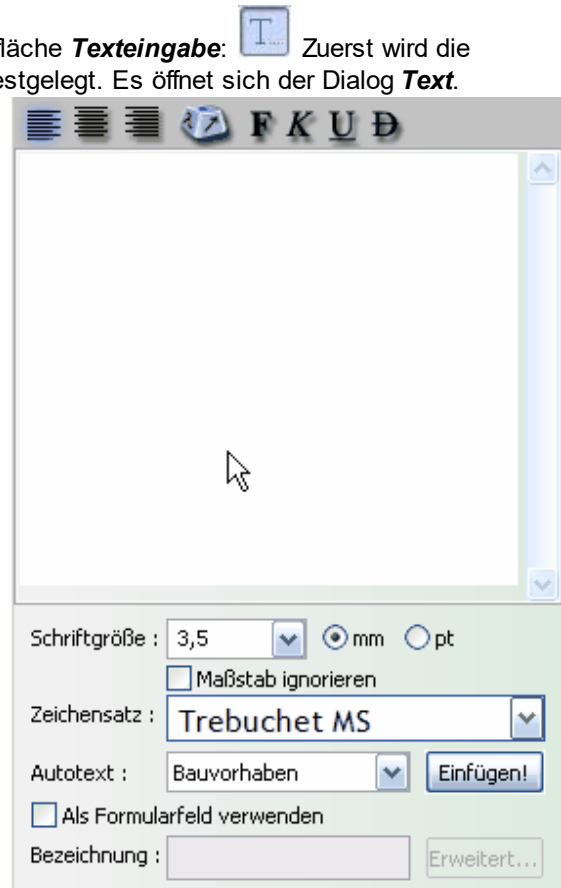 fläche Texteingabe: T... Zuerst wird die
estgelegt. Es öffnet sich der Dialog Text.
F K U D
Schriftgröße : 3,5 mm pt
Maßstab ignorieren
Zeichensatz : Trebuchet MS
Autotext : Bauvorhaben Einfügen!
Als Formularfeld verwenden
Bezeichnung : Erweitert...